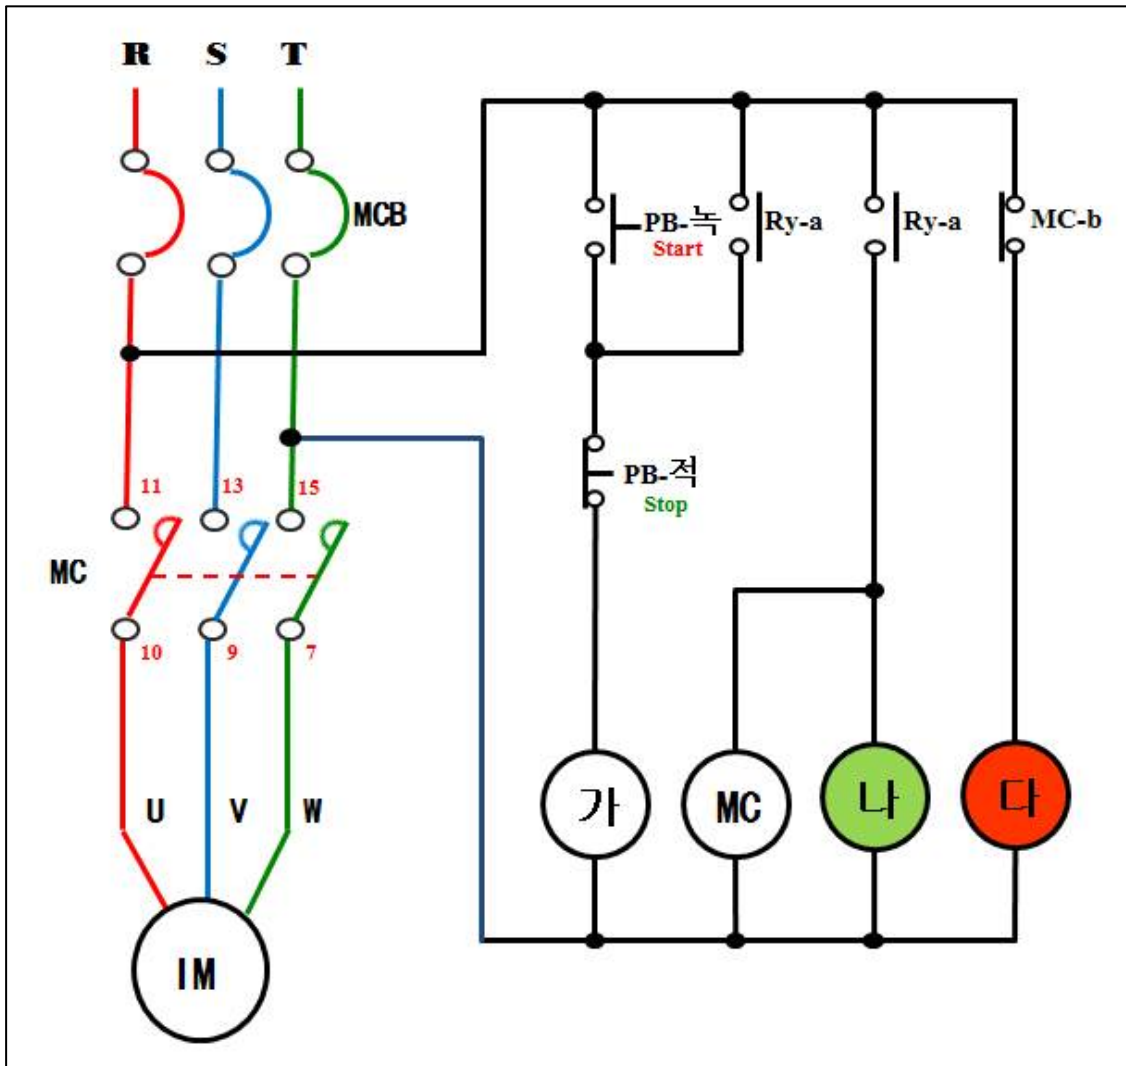 R S T
MCB
PB-녹
Start
Ry-a
Ry-a
MC-b
PB-적
Stop
11 13 15
MC
10 9 7
U V W
가
MC
나
다
IM